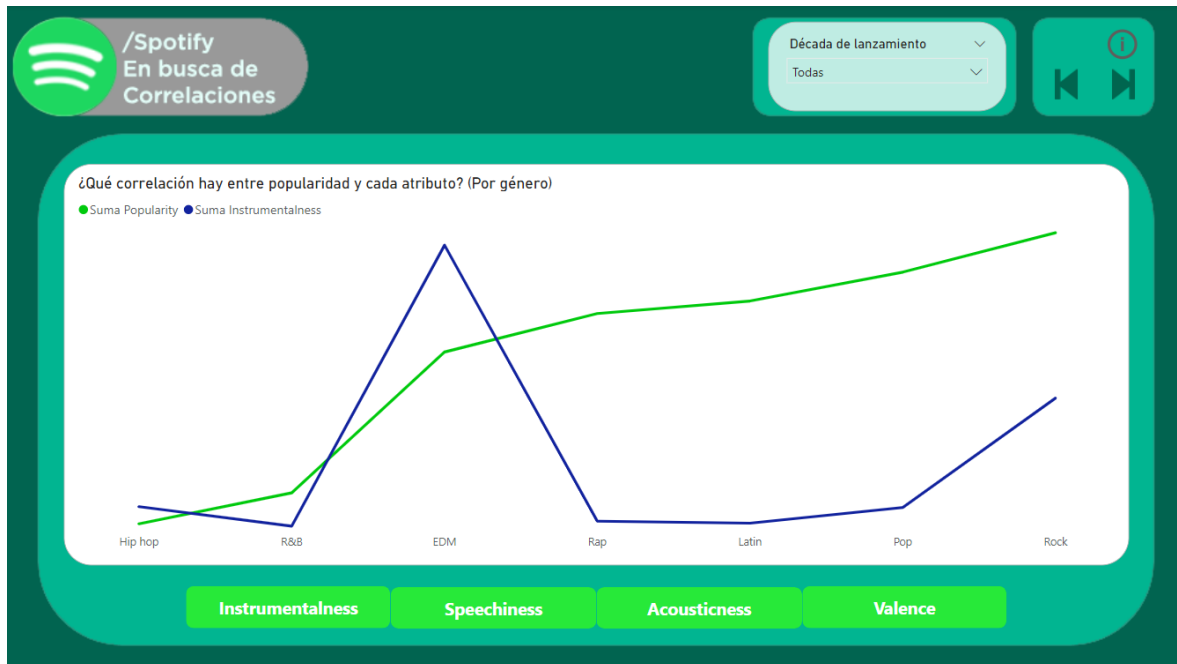 /Spotify
En busca de
Correlaciones
Década de lanzamiento
Todas
¿Qué correlación hay entre popularidad y cada atributo? (Por género)
Suma Popularity Suma Instrumentalness
Hip hop R&B EDM Rap Latin Pop Rock
Instrumentalness Speechiness Acousticness Valence